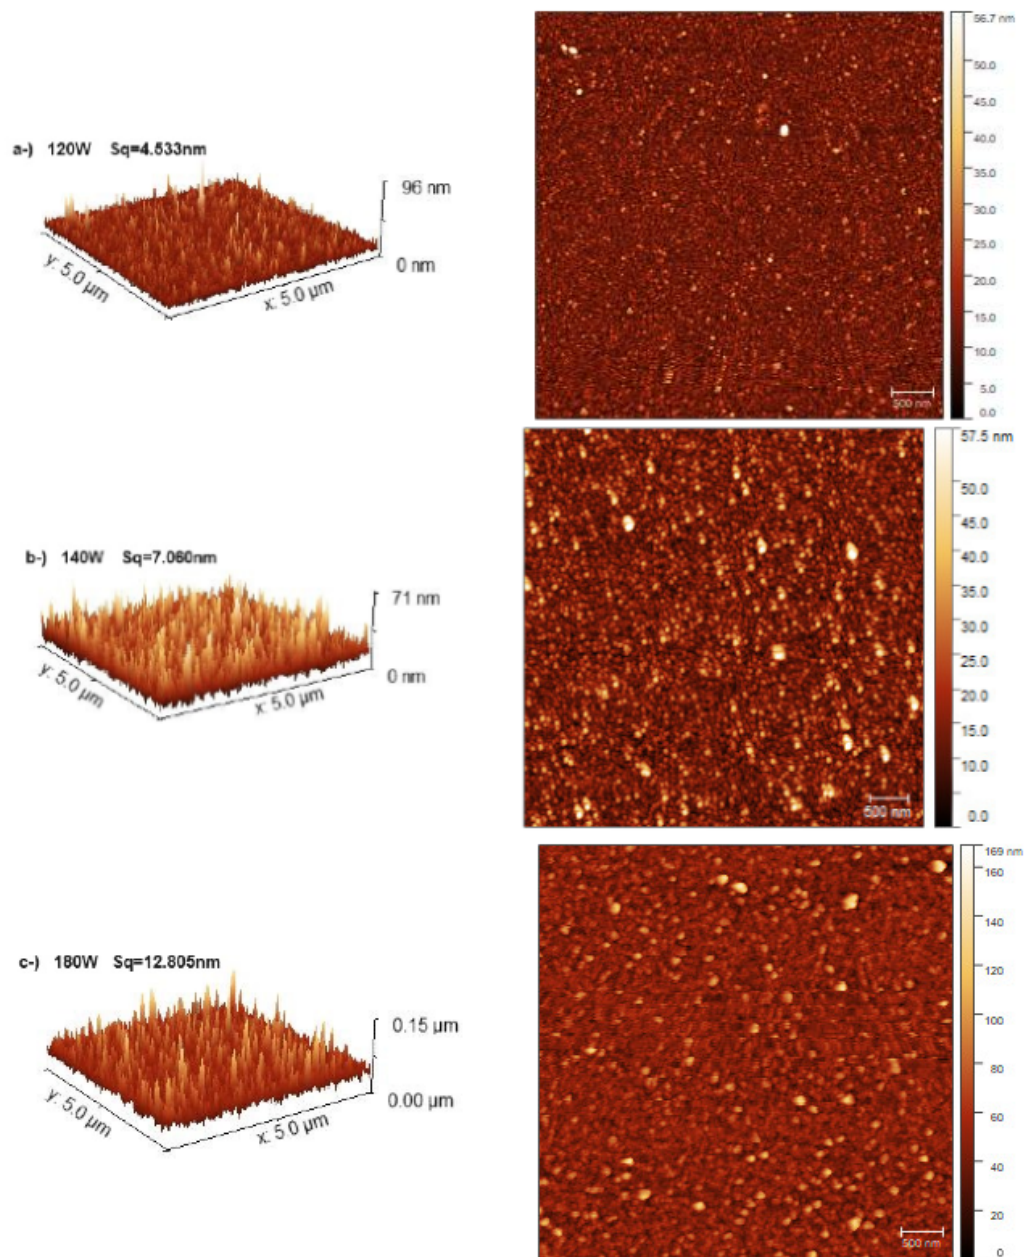 a-) 120W Sq=4.533nm
96 nm
0 nm
y: 5.0 µm
x: 5.0 µm
56.7 nm
50.0
45.0
40.0
35.0
30.0
25.0
20.0
15.0
10.0
5.0
0.0
500 nm
b-) 140W Sq=7.060nm
71 nm
0 nm
y: 5.0 µm
x: 5.0 µm
57.5 nm
50.0
45.0
40.0
35.0
30.0
25.0
20.0
15.0
10.0
0.0
500 nm
c-) 180W Sq=12.805nm
0.15 µm
0.00 µm
y: 5.0 µm
x: 5.0 µm
169 nm
160
140
120
100
80
60
40
20
0
500 nm